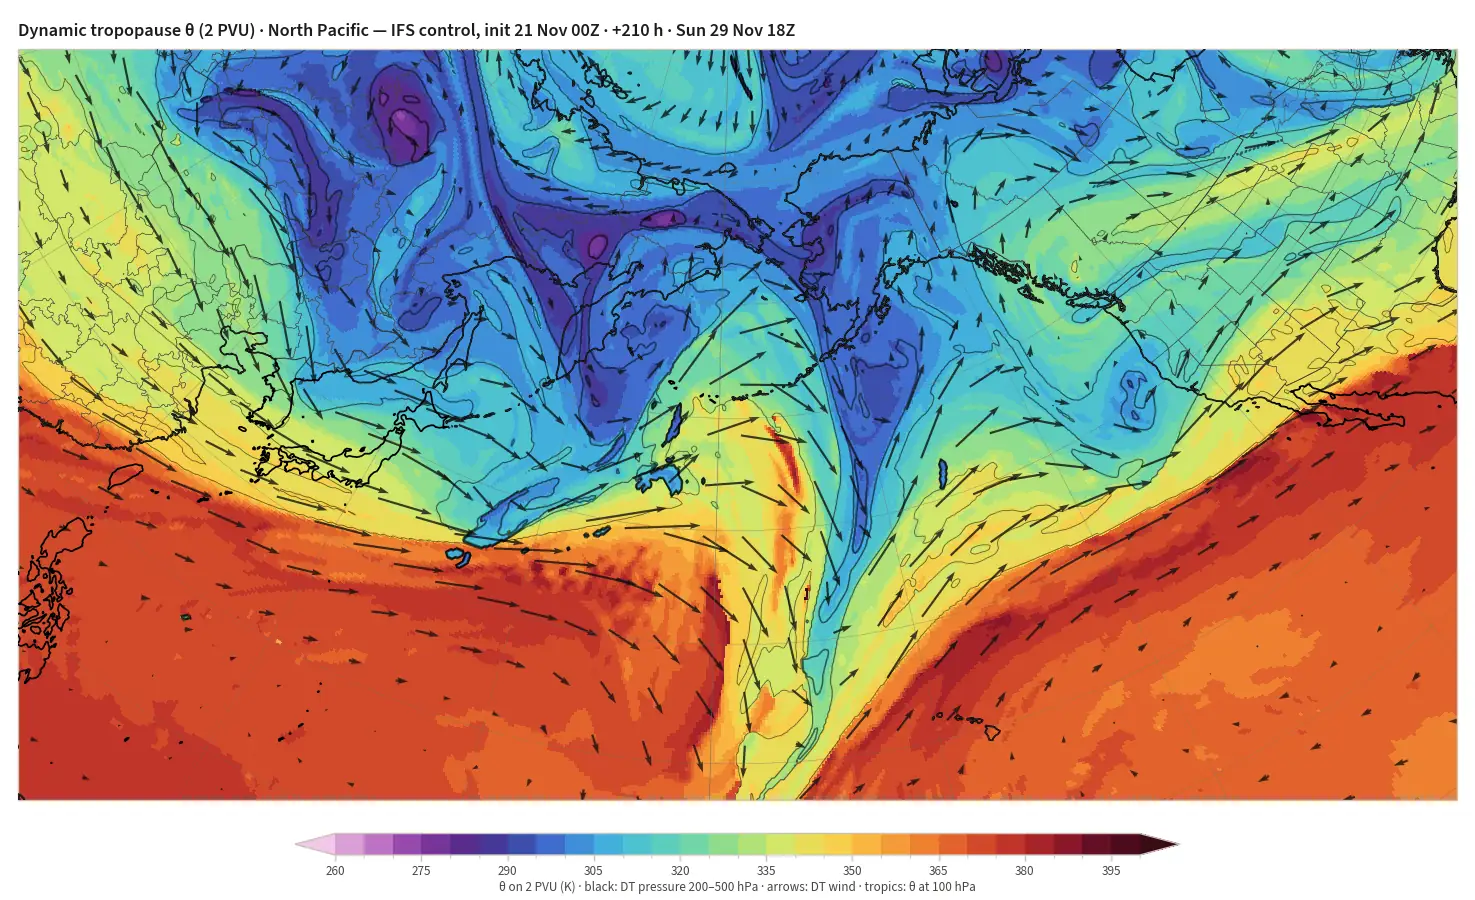 Dynamic tropopause θ (2 PVU) · North Pacific — IFS control, init 21 Nov 00Z · +210 h · Sun 29 Nov 18Z
260 275 290 305 320 335 350 365 380 395
θ on 2 PVU (K) · black: DT pressure 200–500 hPa · arrows: DT wind · tropics: θ at 100 hPa